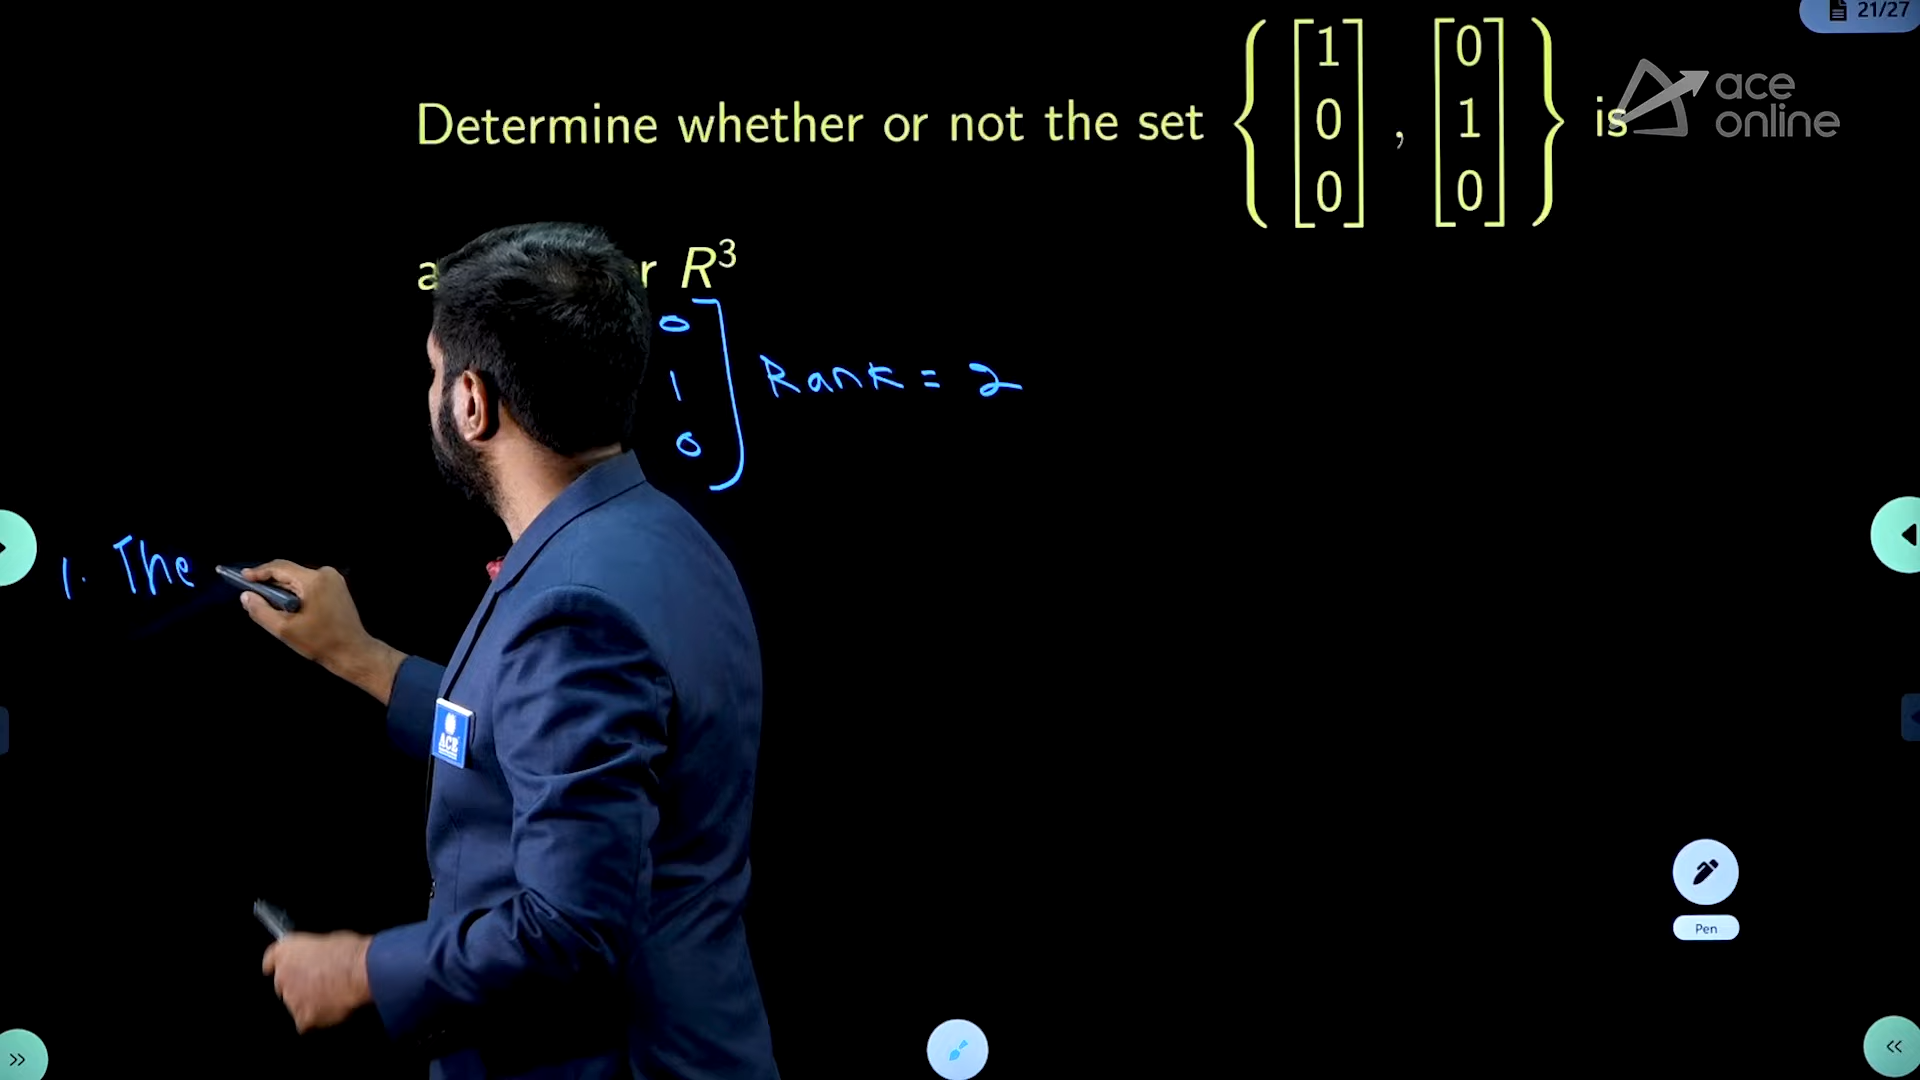 21/27
ace
online
Determine whether or not the set { [1 0 0], [0 1 0] } is
R³
0
1
0
Rank = 2
1. The
ACE
Pen